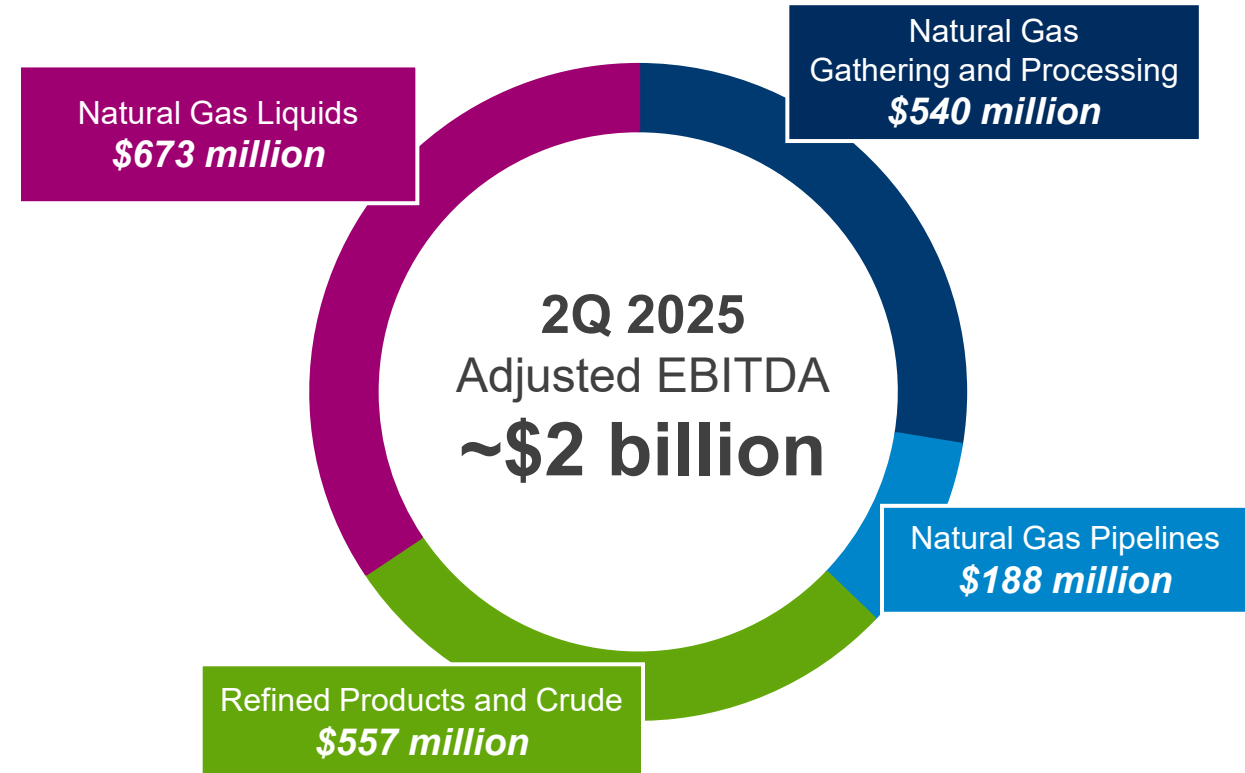 Natural Gas
Gathering and Processing
$540 million
Natural Gas Liquids
$673 million
2Q 2025
Adjusted EBITDA
~$2 billion
Natural Gas Pipelines
$188 million
Refined Products and Crude
$557 million